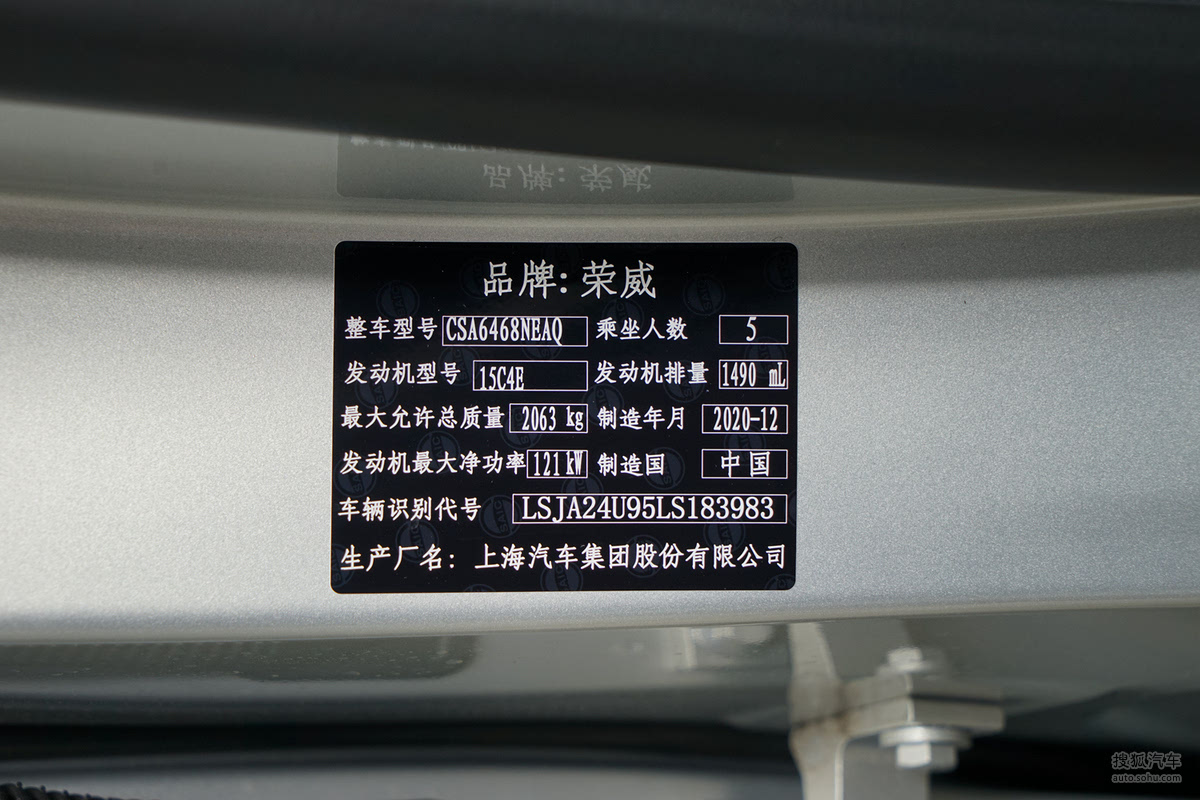 品牌:荣威
整车型号 CSA6468NEAQ 乘坐人数 5
发动机型号 15C4E 发动机排量 1490 mL
最大允许总质量 2063 kg 制造年月 2020-12
发动机最大净功率 121kW 制造国 中国
车辆识别代号 LSJA24U95LS183983
生产厂名: 上海汽车集团股份有限公司
搜狐汽车
auto.sohu.com